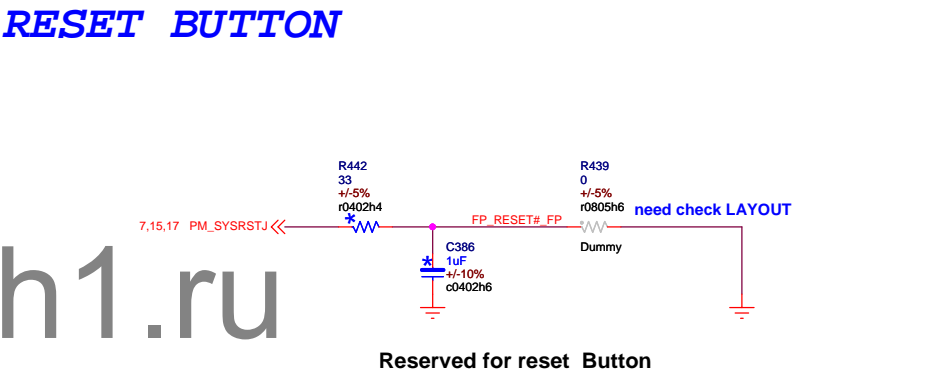 RESET BUTTON
R442
33
+/-5%
r0402h4
R439
0
+/-5%
r0805h6
need check LAYOUT
7,15,17 PM_SYSRSTJ
*
FP_RESET#_FP
Dummy
C386
* 1uF
+/-10%
c0402h6
h1.ru
Reserved for reset Button